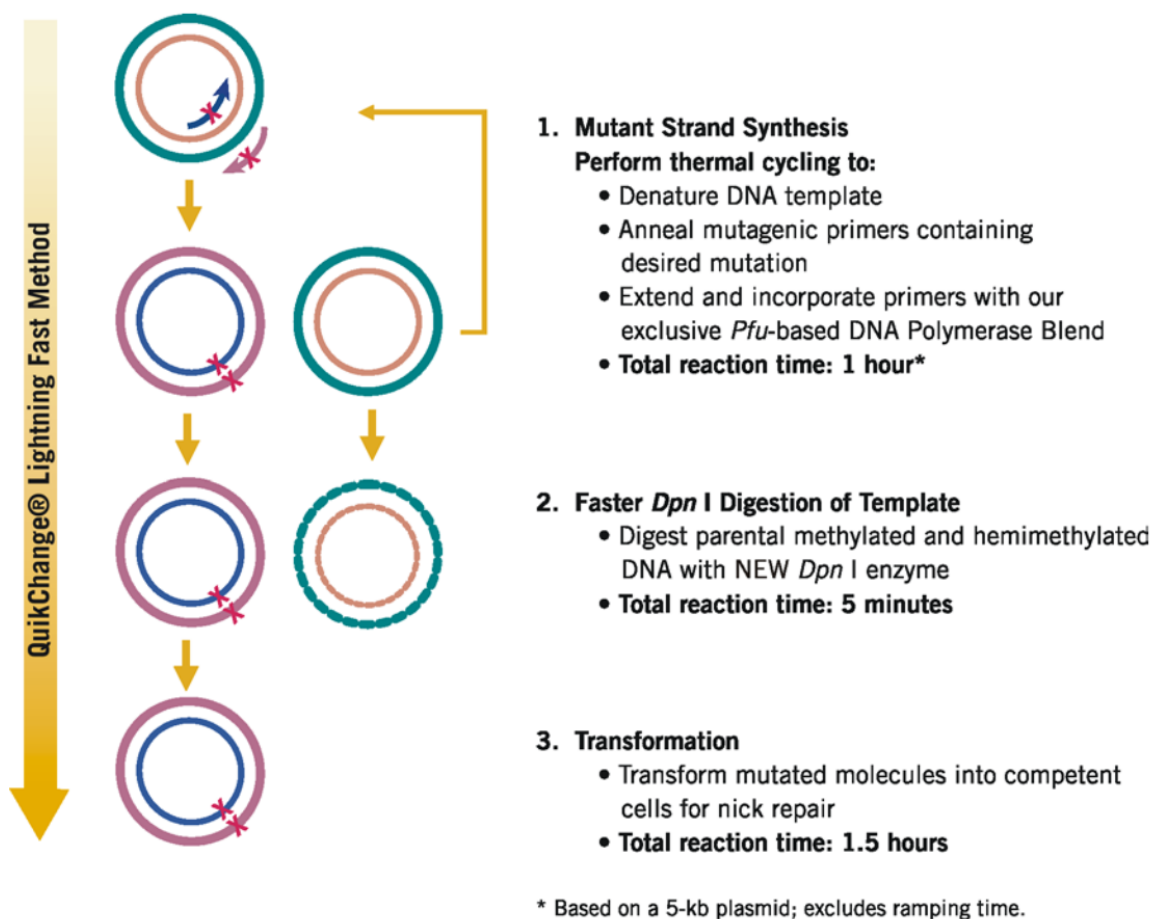 QuikChange® Lightning Fast Method
1. Mutant Strand Synthesis
Perform thermal cycling to:
• Denature DNA template
• Anneal mutagenic primers containing
desired mutation
• Extend and incorporate primers with our
exclusive Pfu-based DNA Polymerase Blend
• Total reaction time: 1 hour*
2. Faster Dpn I Digestion of Template
• Digest parental methylated and hemimethylated
DNA with NEW Dpn I enzyme
• Total reaction time: 5 minutes
3. Transformation
• Transform mutated molecules into competent
cells for nick repair
• Total reaction time: 1.5 hours
* Based on a 5-kb plasmid; excludes ramping time.